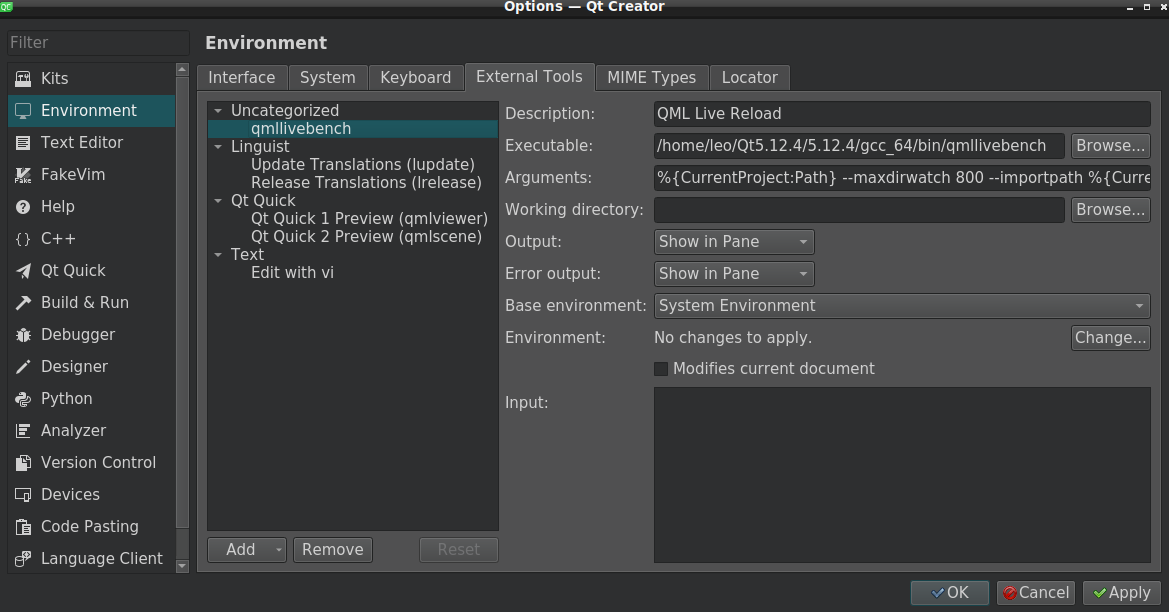 QC
Options — Qt Creator
Filter
Kits
Environment
Text Editor
FakeVim
Help
C++
Qt Quick
Build & Run
Debugger
Designer
Python
Analyzer
Version Control
Devices
Code Pasting
Language Client
Environment
Interface
System
Keyboard
External Tools
MIME Types
Locator
Uncategorized
qmllivebench
Linguist
Update Translations (lupdate)
Release Translations (lrelease)
Qt Quick
Qt Quick 1 Preview (qmlviewer)
Qt Quick 2 Preview (qmlscene)
Text
Edit with vi
Add
Remove
Reset
Description:
QML Live Reload
Executable:
/home/leo/Qt5.12.4/5.12.4/gcc_64/bin/qmllivebench
Browse...
Arguments:
%{CurrentProject:Path} --maxdirwatch 800 --importpath %{Curre
Working directory:
Browse...
Output:
Show in Pane
Error output:
Show in Pane
Base environment:
System Environment
Environment:
No changes to apply.
Change...
Modifies current document
Input:
OK
Cancel
Apply